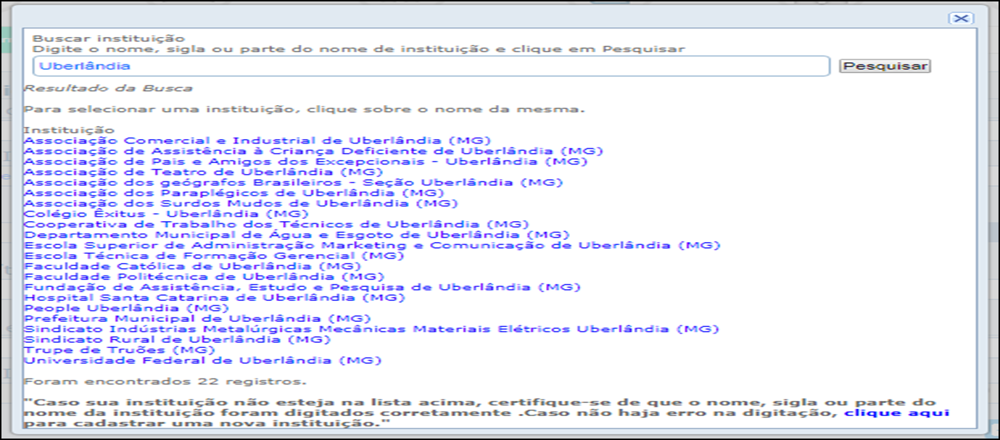 Buscar instituição
Digite o nome, sigla ou parte do nome de instituição e clique em Pesquisar
Uberlândia
Pesquisar
Resultado da Busca
Para selecionar uma instituição, clique sobre o nome da mesma.
Instituição
Associação Comercial e Industrial de Uberlândia (MG)
Associação de Assistência à Criança Deficiente de Uberlândia (MG)
Associação de Pais e Amigos dos Excepcionais - Uberlândia (MG)
Associação de Teatro de Uberlândia (MG)
Associação dos geógrafos Brasileiros - Seção Uberlândia (MG)
Associação dos Paraplégicos de Uberlândia (MG)
Associação dos Surdos Mudos de Uberlândia (MG)
Colégio Êxitus - Uberlândia (MG)
Cooperativa de Trabalho dos Técnicos de Uberlândia (MG)
Departamento Municipal de Água e Esgoto de Uberlândia (MG)
Escola Superior de Administração Marketing e Comunicação de Uberlândia (MG)
Escola Técnica de Formação Gerencial (MG)
Faculdade Católica de Uberlândia (MG)
Faculdade Politécnica de Uberlândia (MG)
Fundação de Assistência, Estudo e Pesquisa de Uberlândia (MG)
Hospital Santa Catarina de Uberlândia (MG)
People Uberlândia (MG)
Prefeitura Municipal de Uberlândia (MG)
Sindicato Indústrias Metalúrgicas Mecânicas Materiais Elétricos Uberlândia (MG)
Sindicato Rural de Uberlândia (MG)
Trupe de Truões (MG)
Universidade Federal de Uberlândia (MG)
Foram encontrados 22 registros.
"Caso sua instituição não esteja na lista acima, certifique-se de que o nome, sigla ou parte do
nome da instituição foram digitados corretamente .Caso não haja erro na digitação, clique aqui
para cadastrar uma nova instituição."